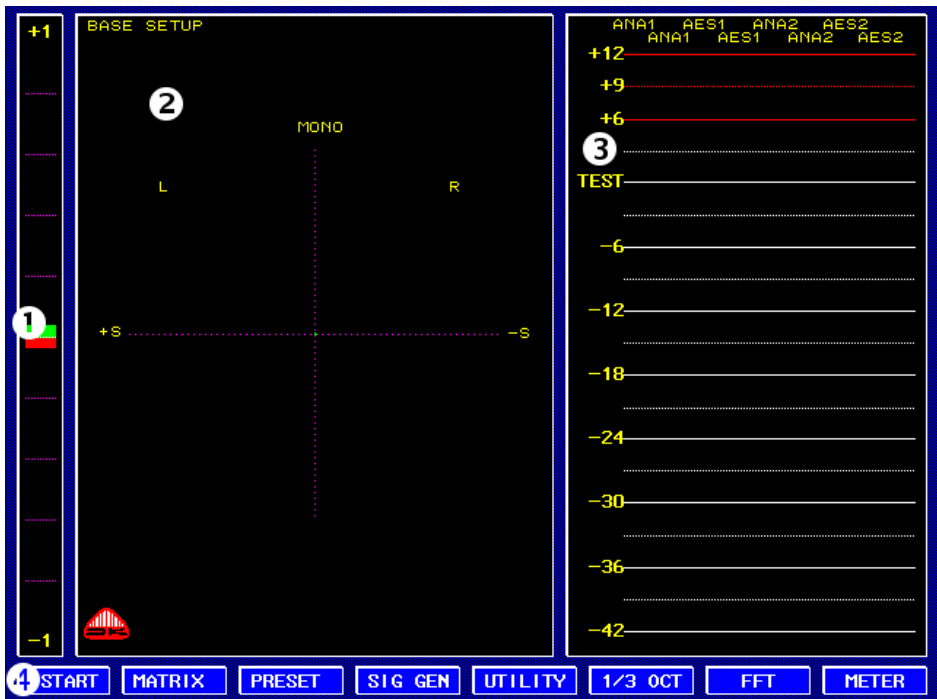 +1
-1
1
BASE SETUP
2
MONO
L R
+S -S
DK
ANA1 AES1 ANA2 AES2
ANA1 AES1 ANA2 AES2
+12
+9
+6
3
TEST
-6
-12
-18
-24
-30
-36
-42
4 START MATRIX PRESET SIG GEN UTILITY 1/3 OCT FFT METER